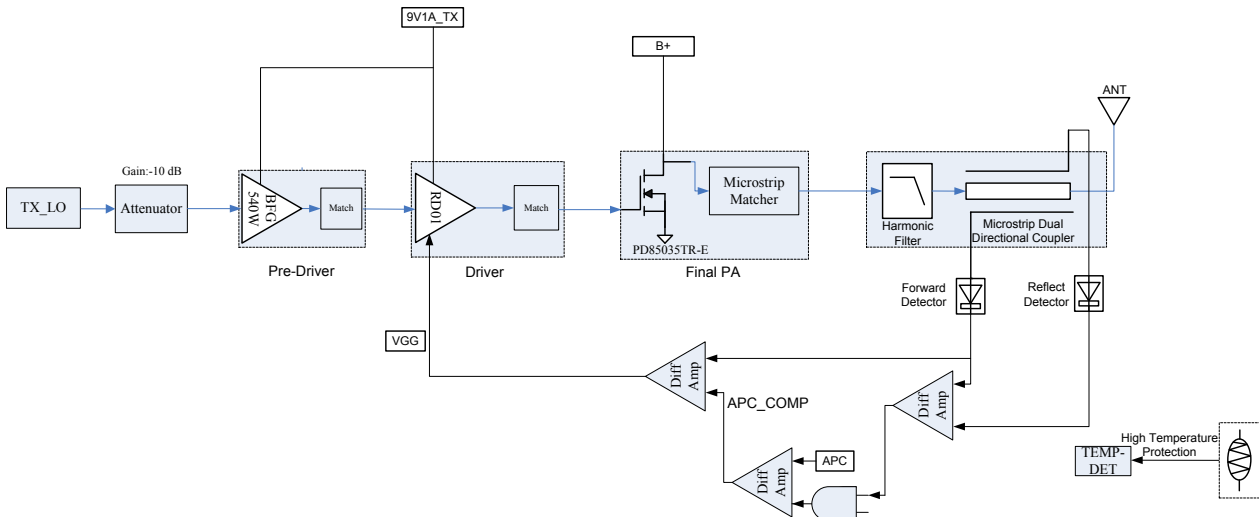 9V1A_TX
B+
ANT
Gain:-10 dB
TX_LO
Attenuator
BFG
540W
Match
RD01
Match
Microstrip
Matcher
PD85035TR-E
Harmonic
Filter
Microstrip Dual
Directional Coupler
Pre-Driver
Driver
Final PA
Forward
Detector
Reflect
Detector
VGG
Diff
Amp
APC_COMP
Diff
Amp
High Temperature
Protection
TEMP-
DET
APC
Diff
Amp